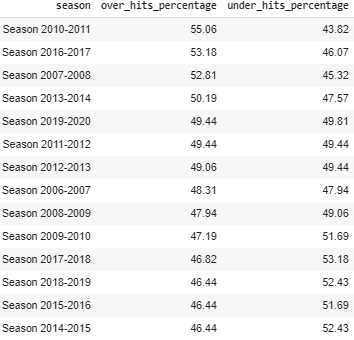 season over_hits_percentage under_hits_percentage
Season 2010-2011 55.06 43.82
Season 2016-2017 53.18 46.07
Season 2007-2008 52.81 45.32
Season 2013-2014 50.19 47.57
Season 2019-2020 49.44 49.81
Season 2011-2012 49.44 49.44
Season 2012-2013 49.06 49.44
Season 2006-2007 48.31 47.94
Season 2008-2009 47.94 49.06
Season 2009-2010 47.19 51.69
Season 2017-2018 46.82 53.18
Season 2018-2019 46.44 52.43
Season 2015-2016 46.44 51.69
Season 2014-2015 46.44 52.43